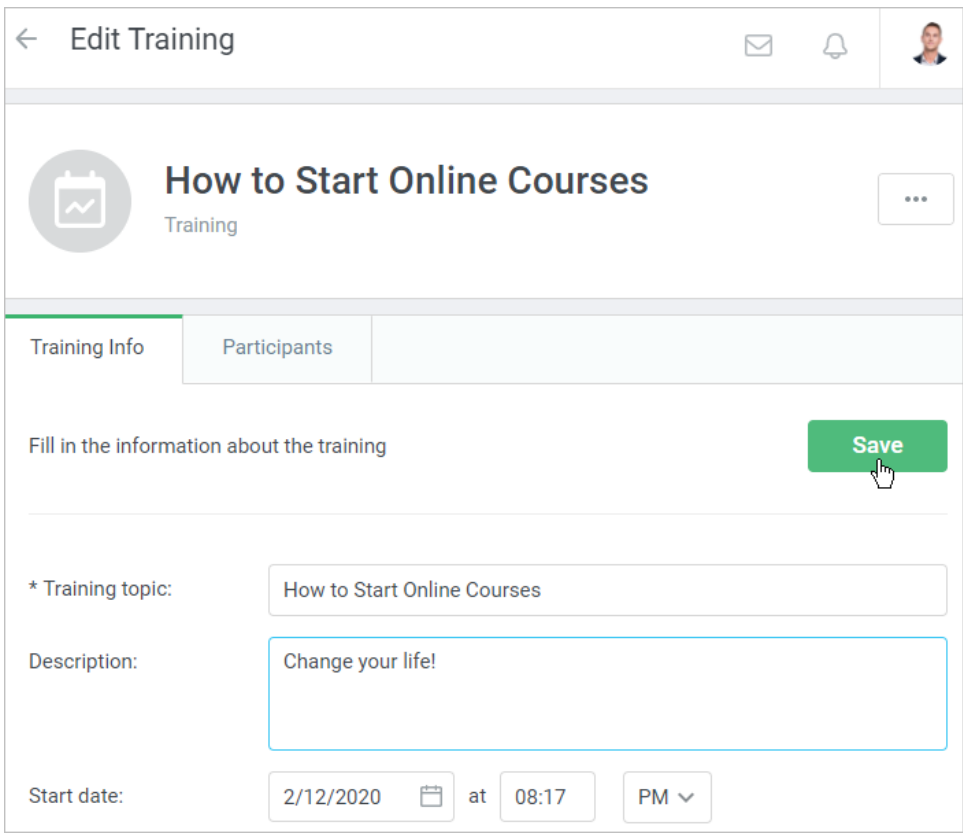 Edit Training
How to Start Online Courses
Training
Training Info Participants
Fill in the information about the training
Save
* Training topic: How to Start Online Courses
Description: Change your life!
Start date: 2/12/2020 at 08:17 PM